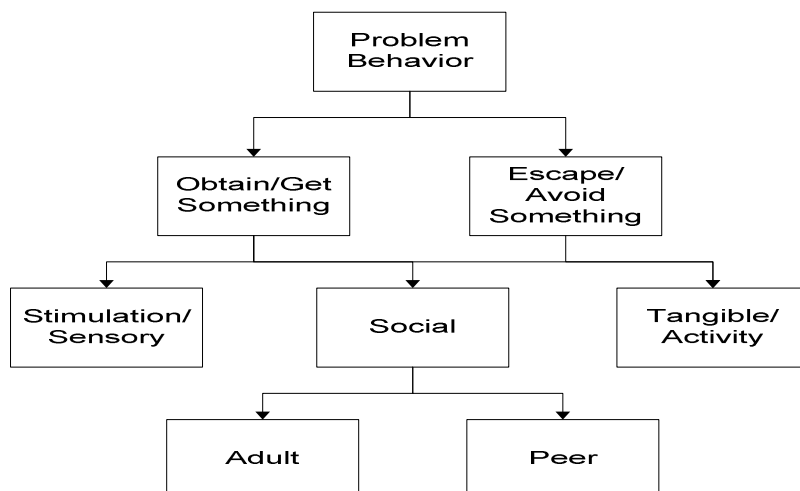 Problem
Behavior
Obtain/Get
Something
Escape/
Avoid
Something
Stimulation/
Sensory
Social
Tangible/
Activity
Adult
Peer